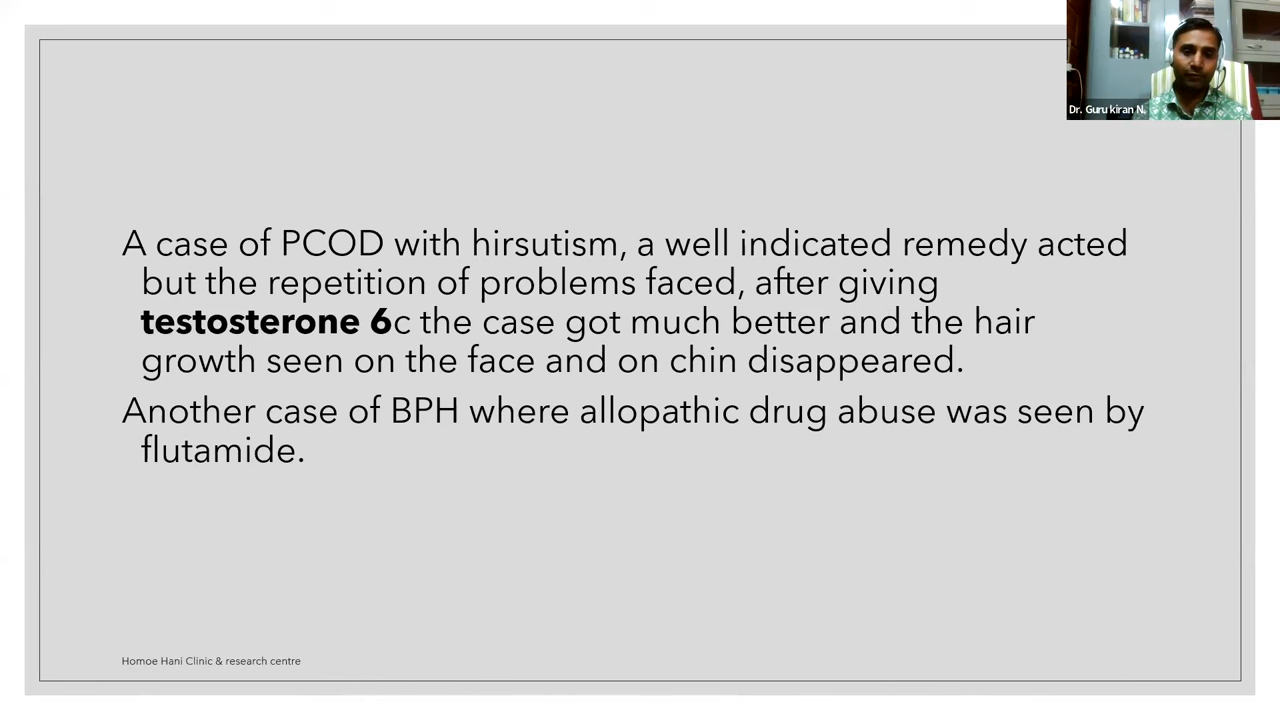 Dr. Guru kiran N.
A case of PCOD with hirsutism, a well indicated remedy acted
but the repetition of problems faced, after giving
testosterone 6c the case got much better and the hair
growth seen on the face and on chin disappeared.
Another case of BPH where allopathic drug abuse was seen by
flutamide.
Homoe Hani Clinic & research centre